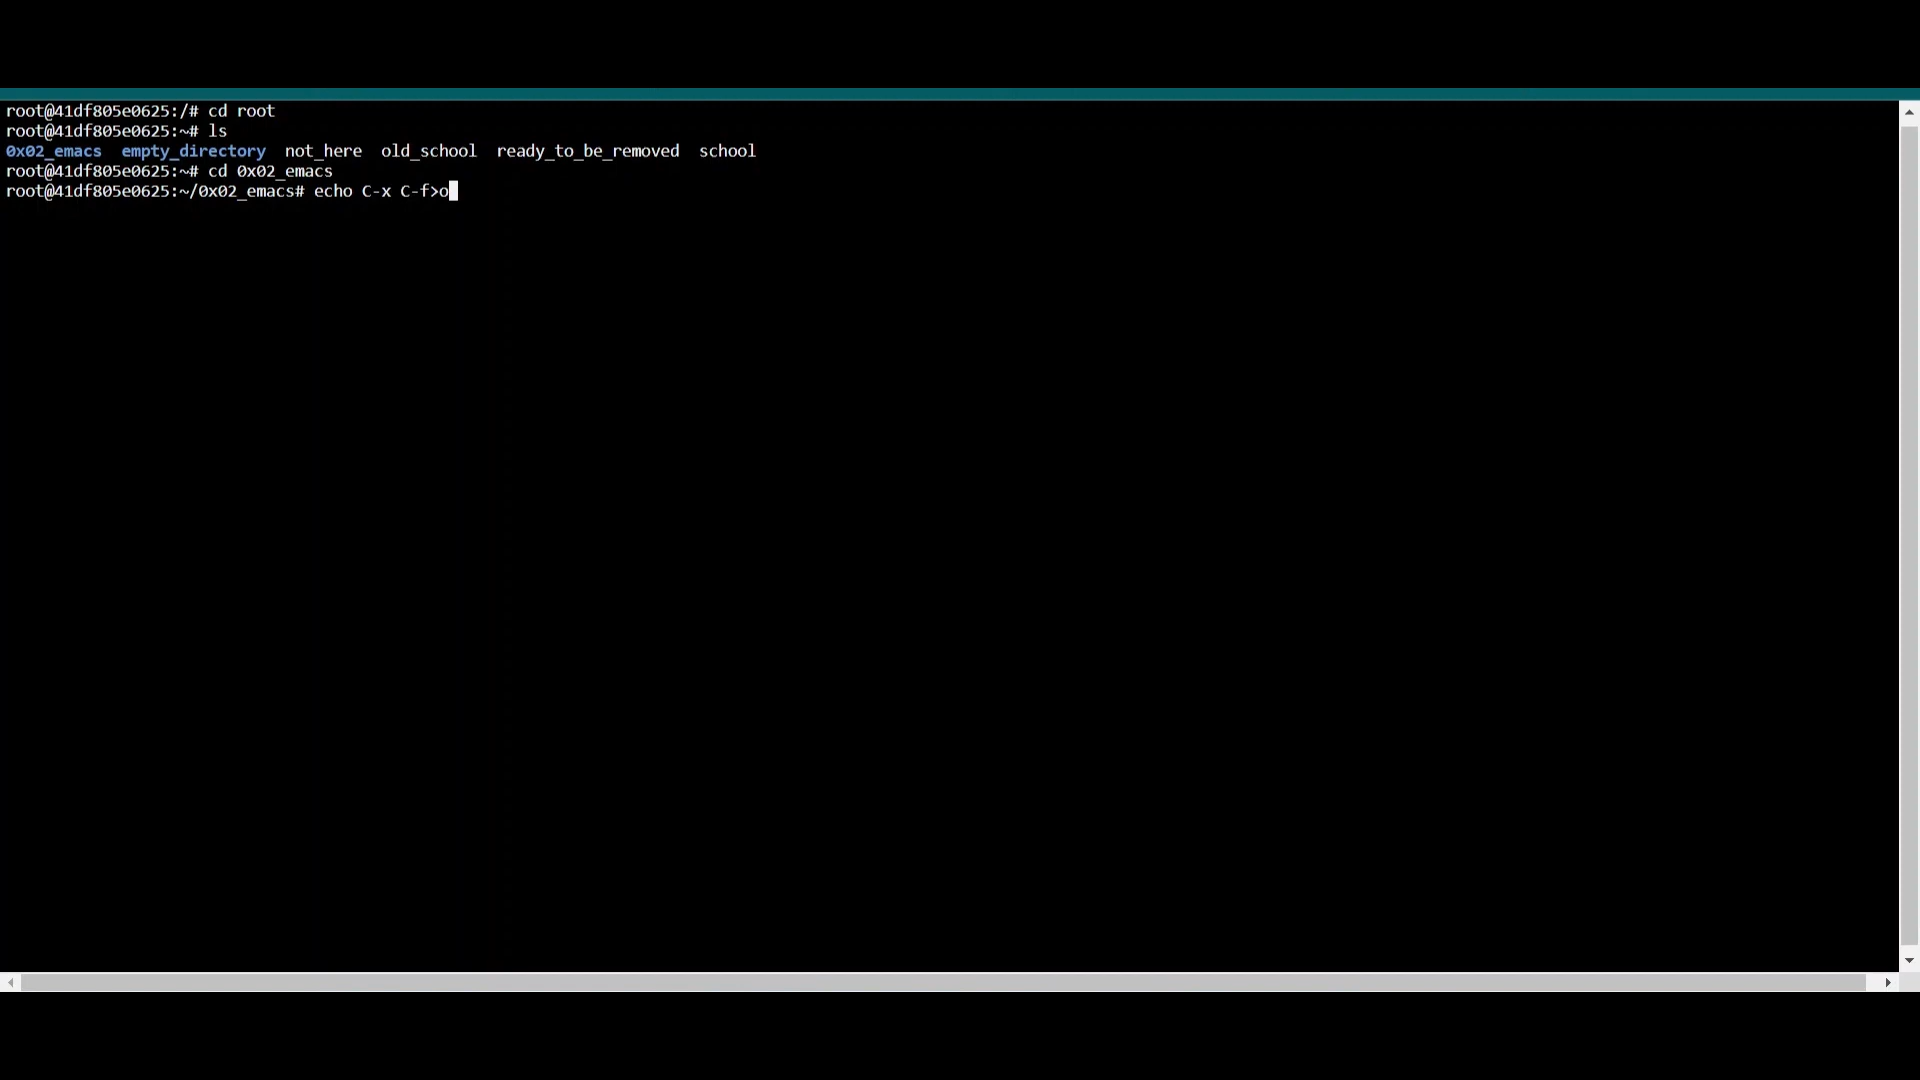 root@41df805e0625:/# cd root
root@41df805e0625:~# ls
0x02_emacs  empty_directory  not_here  old_school  ready_to_be_removed  school
root@41df805e0625:~# cd 0x02_emacs
root@41df805e0625:~/0x02_emacs# echo C-x C-f>o